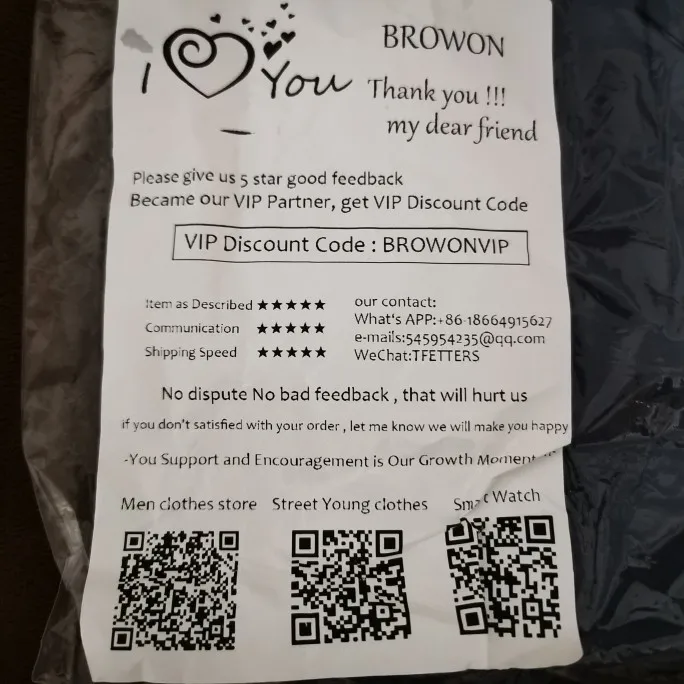 I You
BROWON
Thank you !!!
my dear friend
Please give us 5 star good feedback
Became our VIP Partner, get VIP Discount Code
VIP Discount Code : BROWONVIP
Item as Described ★★★★★
Communication ★★★★★
Shipping Speed ★★★★★
our contact:
What's APP:+86-18664915627
e-mails:545954235@qq.com
WeChat:TFETTERS
No dispute No bad feedback , that will hurt us
if you don't satisfied with your order , let me know we will make you happy
-You Support and Encouragement is Our Growth Moment
Men clothes store Street Young clothes Smart Watch